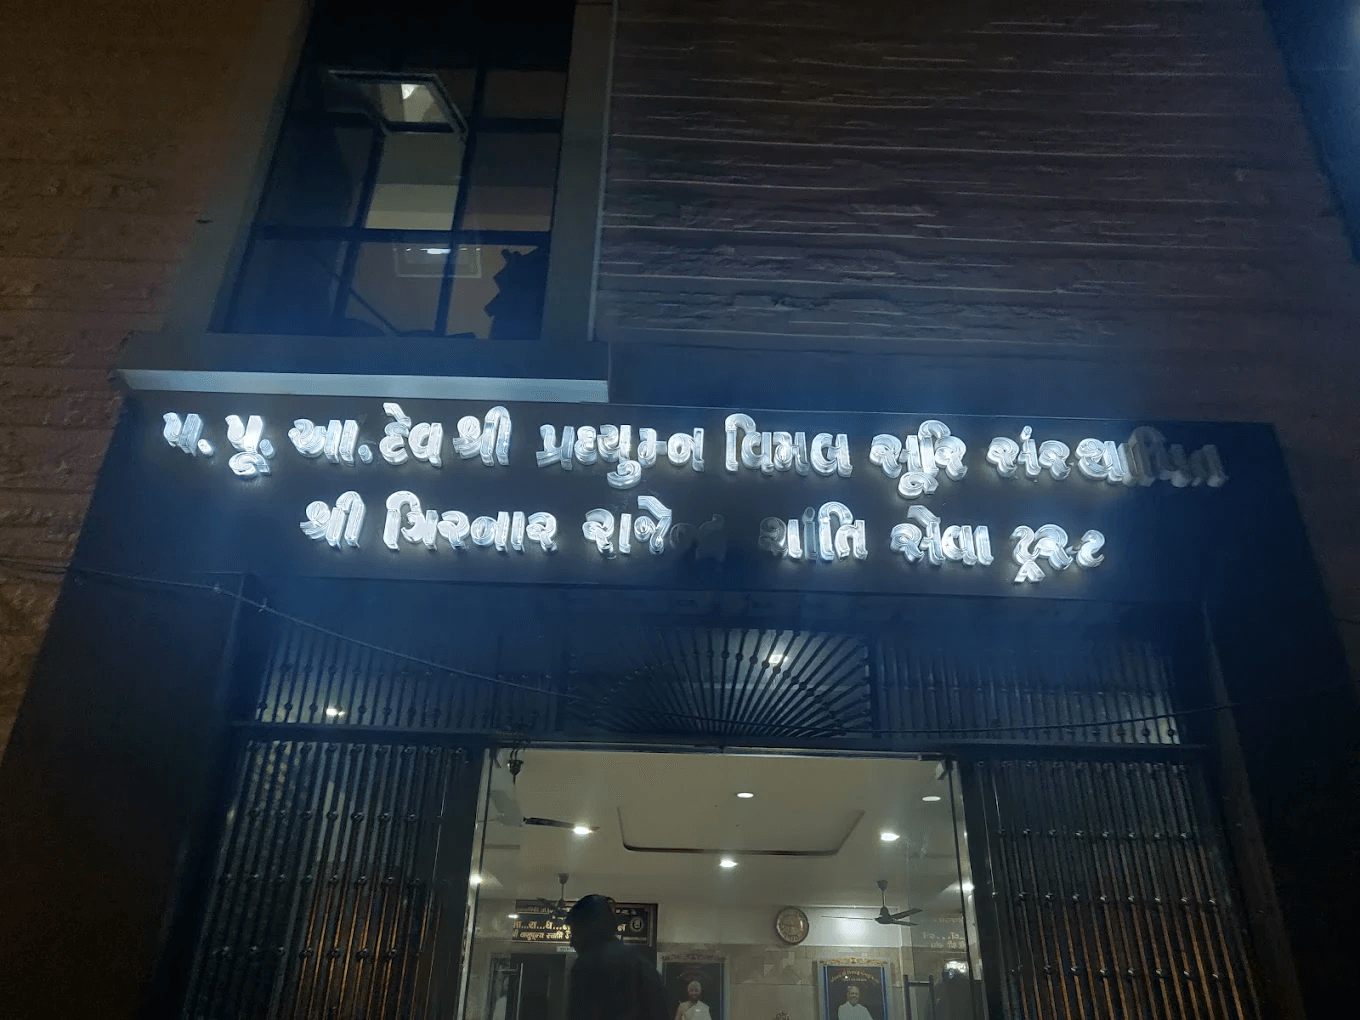 પ. પૂ. આ. દેવ શ્રી પ્રદ્યુમ્ન વિમલ સૂરિ સંસ્થાપિત
શ્રી ગિરનાર રાજેન્દ્ર શાંતિ સેવા ટ્રસ્ટ